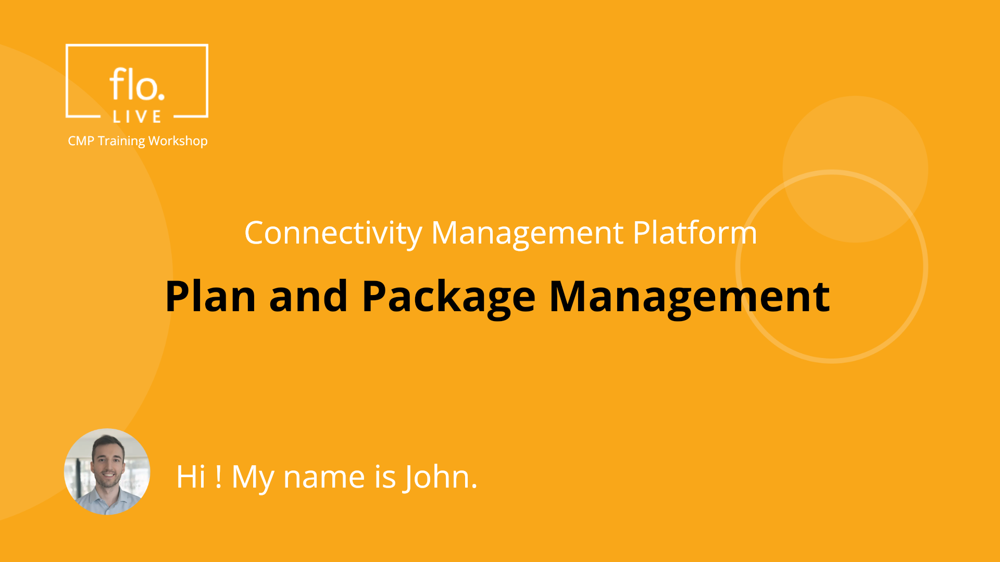 flo.
LIVE
CMP Training Workshop
Connectivity Management Platform
Plan and Package Management
Hi ! My name is John.